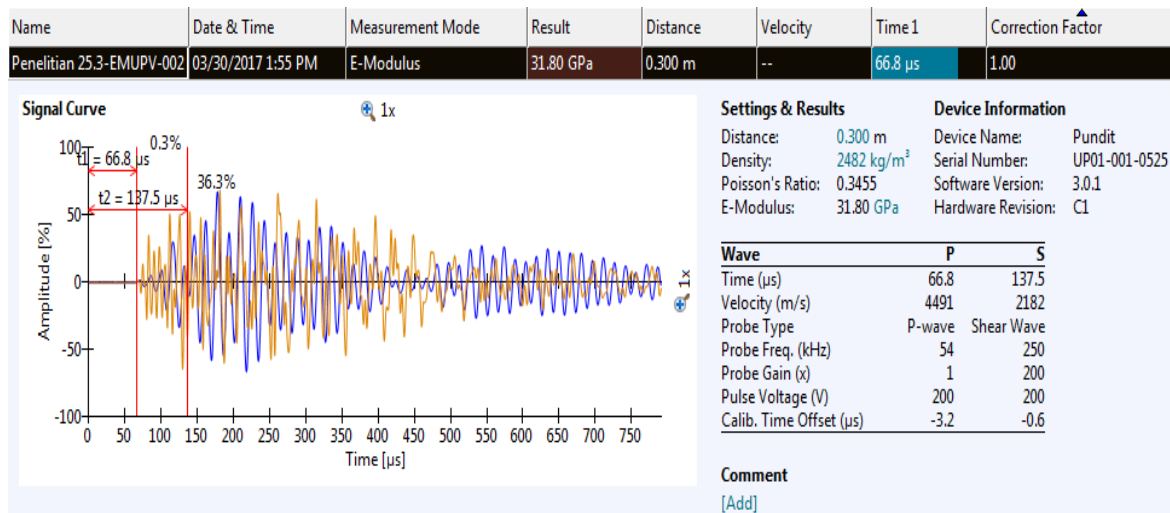 Name Date & Time Measurement Mode Result Distance Velocity Time 1 Correction Factor
Penelitian 25.3-EMUPV-002 03/30/2017 1:55 PM E-Modulus 31.80 GPa 0.300 m -- 66.8 µs 1.00
Signal Curve
1x
0.3%
t1 = 66.8 µs
36.3%
t2 = 137.5 µs
100
50
0
-50
-100
Amplitude [%]
0 50 100 150 200 250 300 350 400 450 500 550 600 650 700 750
Time [µs]
1x
Settings & Results Device Information
Distance: 0.300 m Device Name: Pundit
Density: 2482 kg/m³ Serial Number: UP01-001-0525
Poisson's Ratio: 0.3455 Software Version: 3.0.1
E-Modulus: 31.80 GPa Hardware Revision: C1
Wave P S
Time (µs) 66.8 137.5
Velocity (m/s) 4491 2182
Probe Type P-wave Shear Wave
Probe Freq. (kHz) 54 250
Probe Gain (x) 1 200
Pulse Voltage (V) 200 200
Calib. Time Offset (µs) -3.2 -0.6
Comment
[Add]